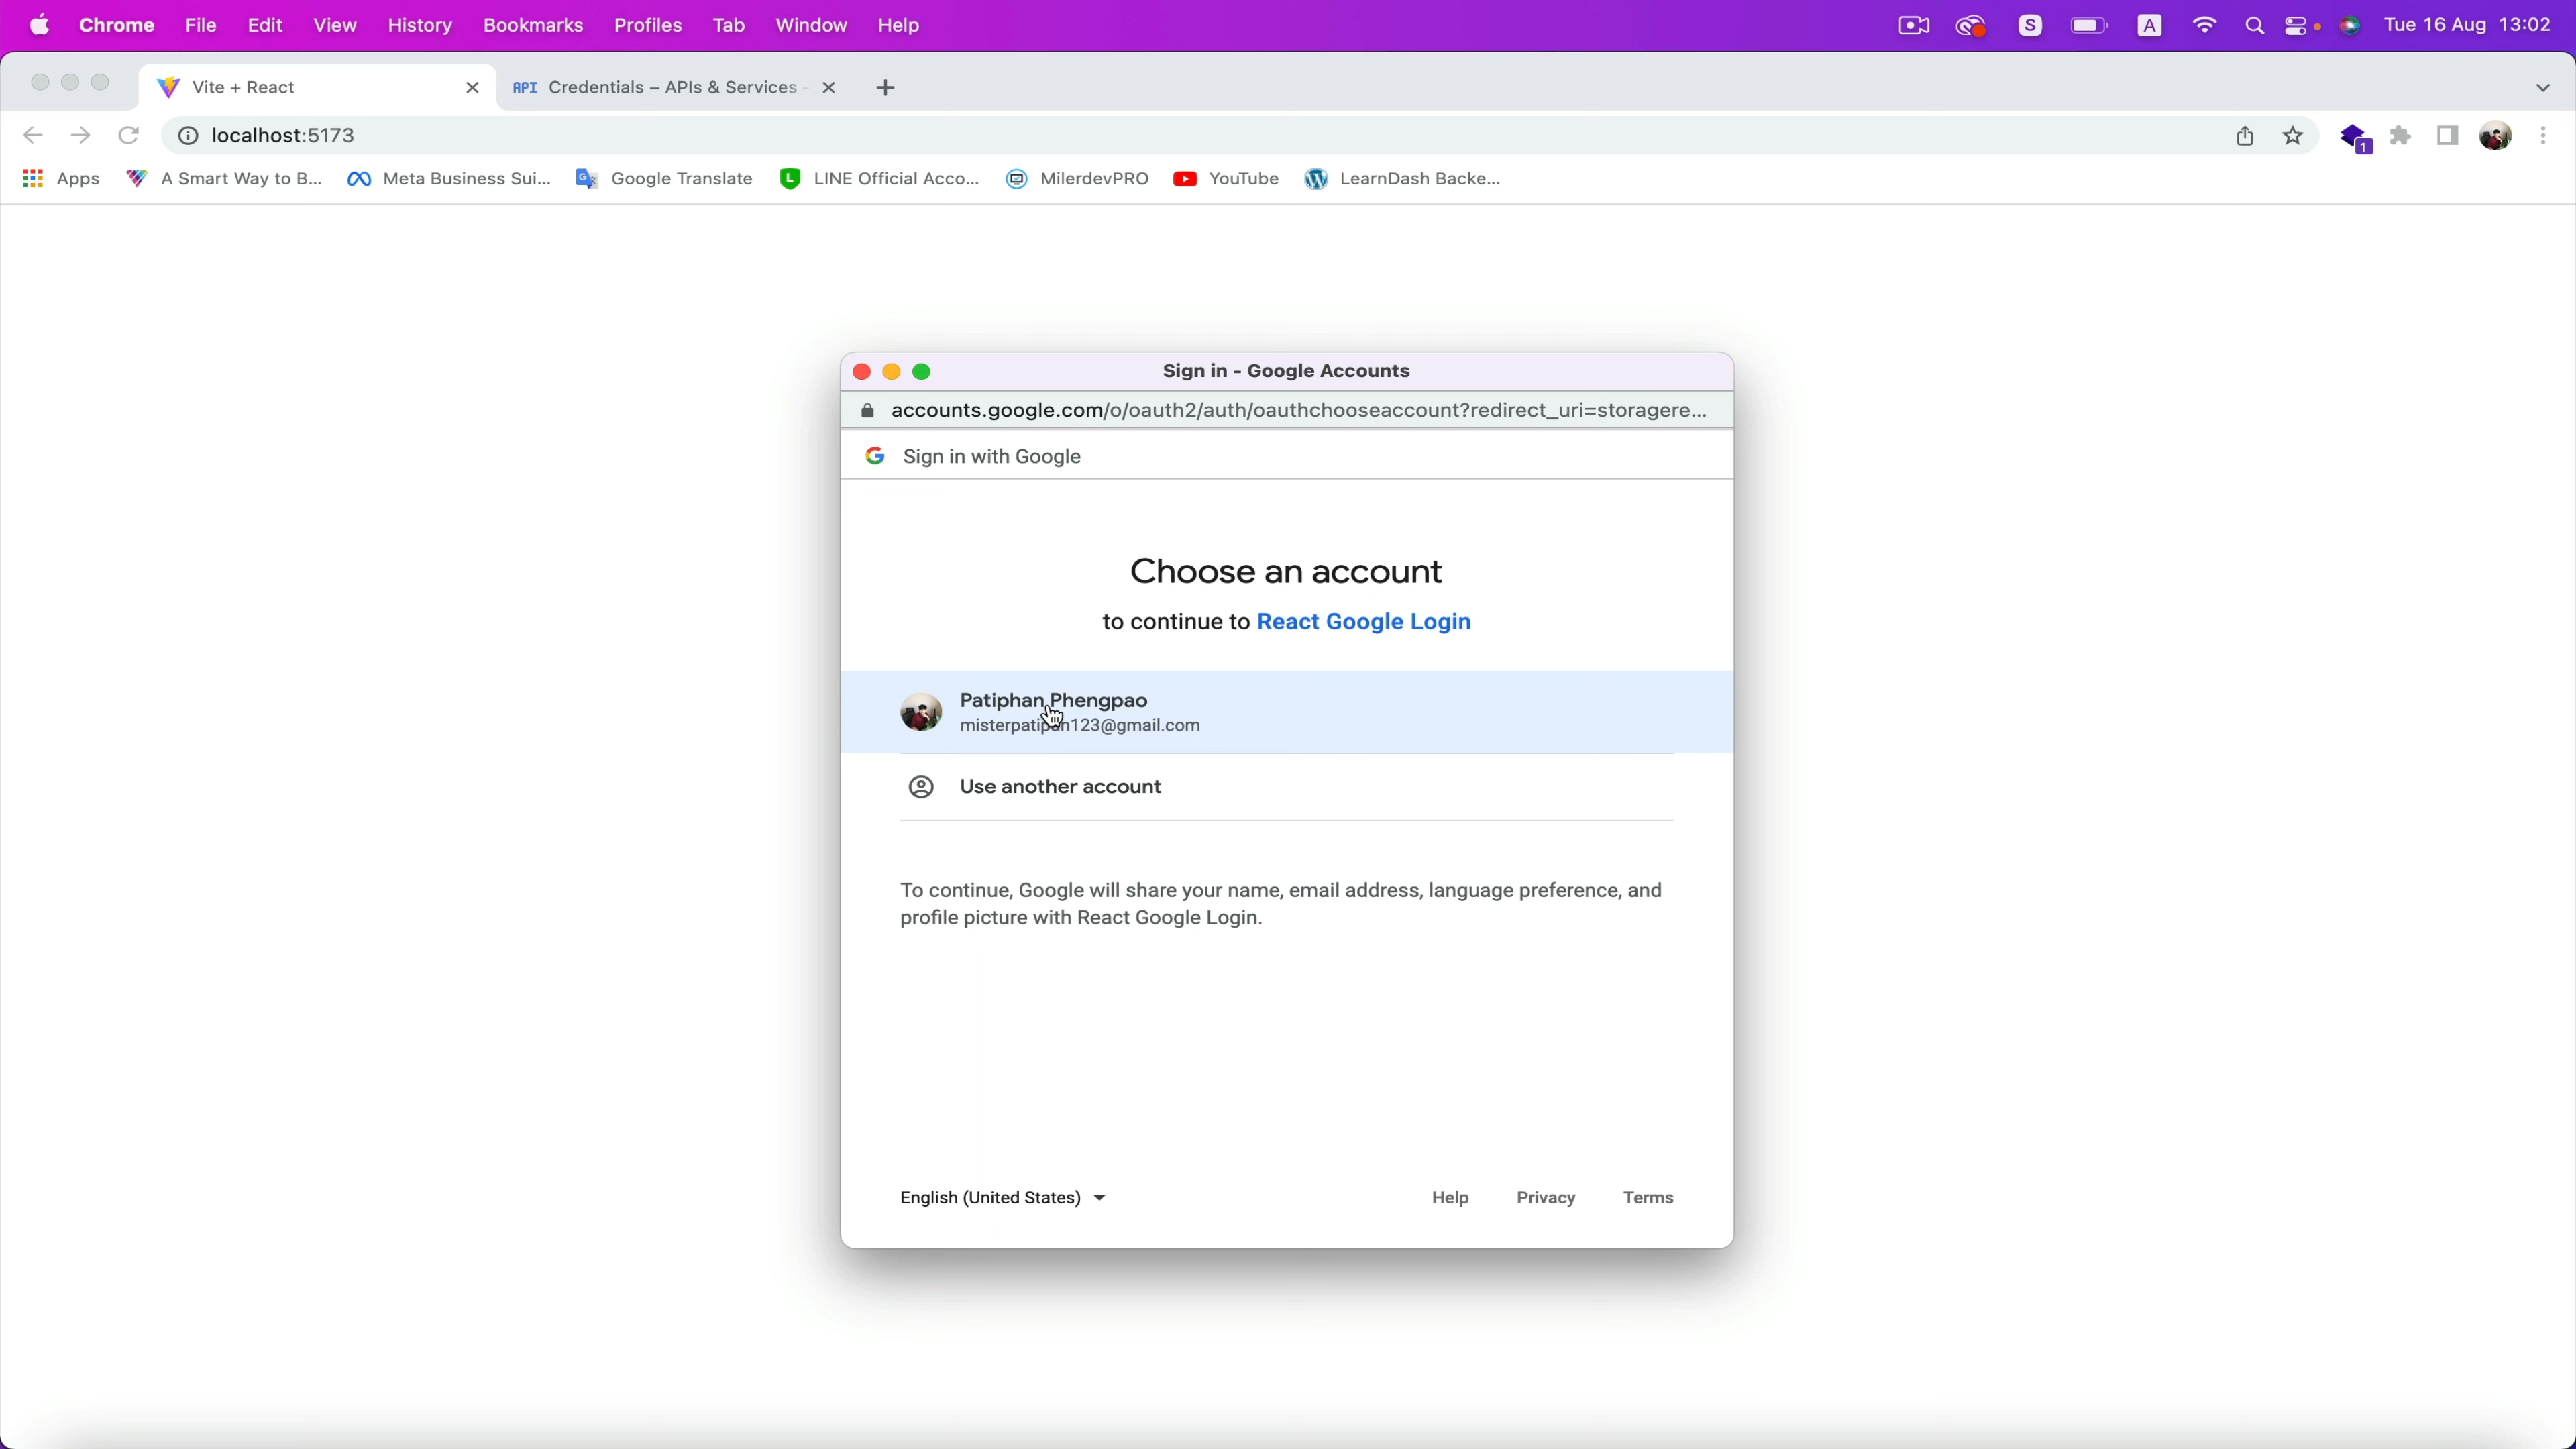 Chrome File Edit View History Bookmarks Profiles Tab Window Help S A Tue 16 Aug 13:02
Vite + React API Credentials – APIs & Services -
localhost:5173 1
Apps A Smart Way to B... Meta Business Sui... Google Translate LINE Official Acco... MilerdevPRO YouTube LearnDash Backe...
Sign in - Google Accounts
accounts.google.com/o/oauth2/auth/oauthchooseaccount?redirect_uri=storagere...
Sign in with Google
Choose an account
to continue to React Google Login
Patiphan Phengpao
Use another account
To continue, Google will share your name, email address, language preference, and
profile picture with React Google Login.
English (United States) Help Privacy Terms